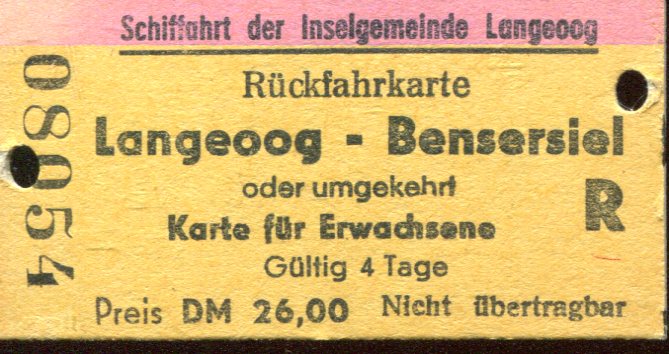 Schiffahrt der Inselgemeinde Langeoog
Rückfahrkarte
Langeoog - Bensersiel
oder umgekehrt
R
Karte für Erwachsene
Gültig 4 Tage
Preis DM 26,00 Nicht übertragbar
08054